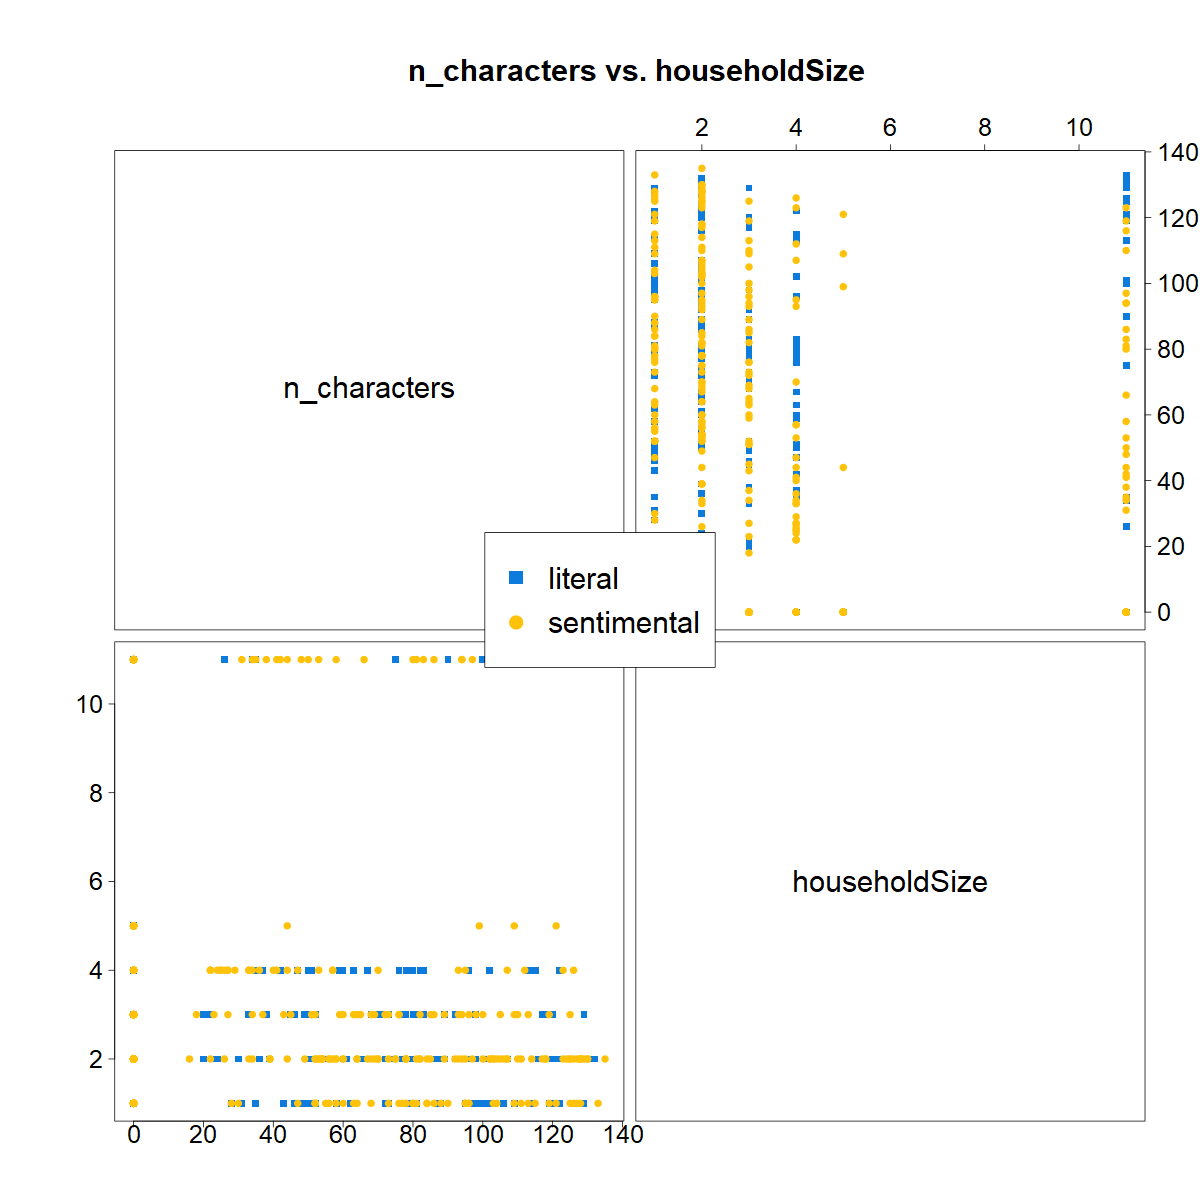 n_characters vs. householdSize
2 4 6 8 10
140
120
n_characters
100
80
60
40
20
0
literal
sentimental
10
8
6
householdSize
4
2
0 20 40 60 80 100 120 140